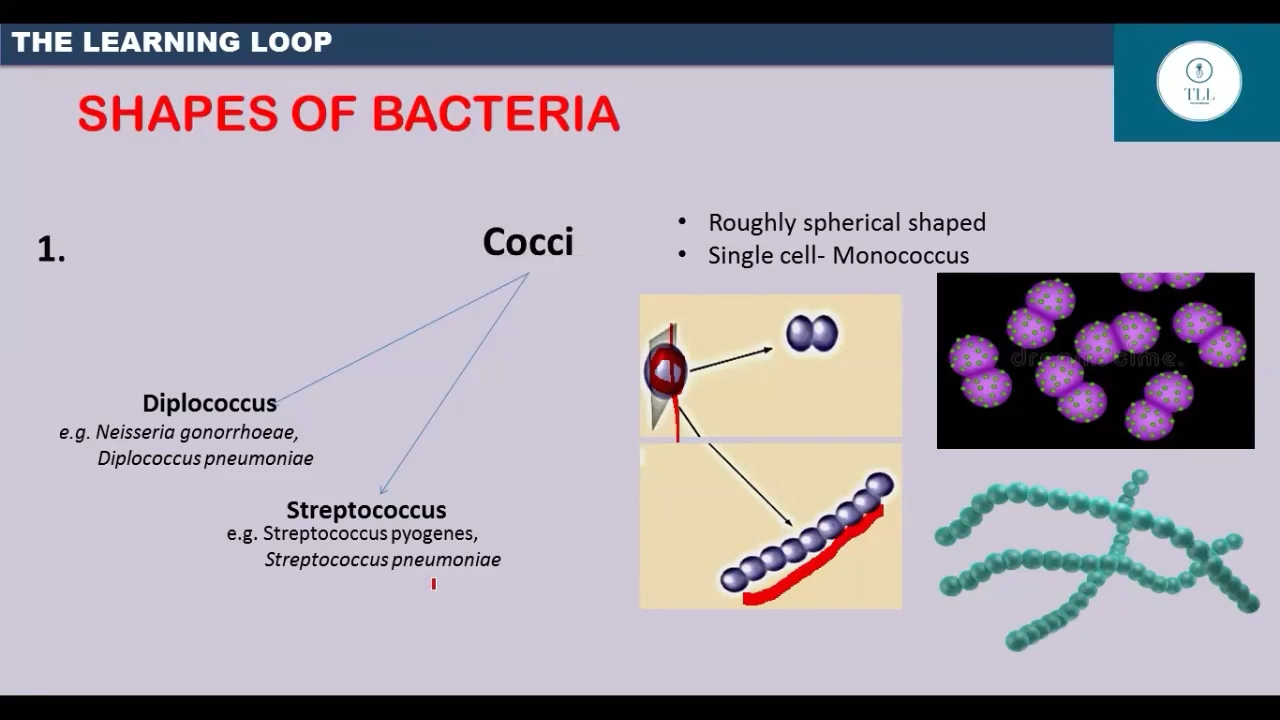 THE LEARNING LOOP
TLL
SHAPES OF BACTERIA
1.
Cocci
• Roughly spherical shaped
• Single cell- Monococcus
Diplococcus
e.g. Neisseria gonorrhoeae,
Diplococcus pneumoniae
Streptococcus
e.g. Streptococcus pyogenes,
Streptococcus pneumoniae
dreamstime.